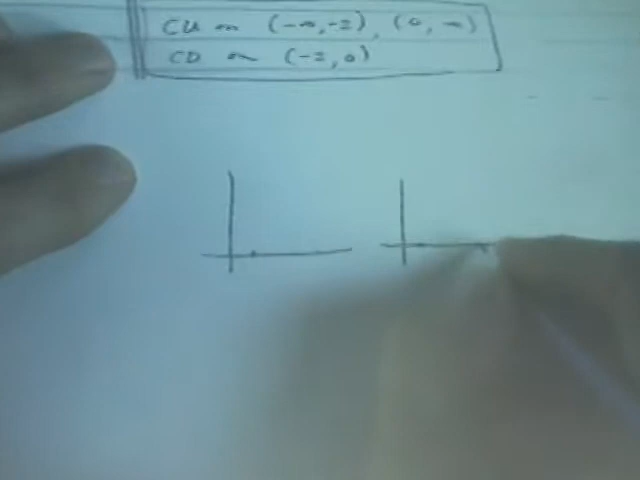 CU on (-∞,-2), (0, ∞)
CD on (-2,0)